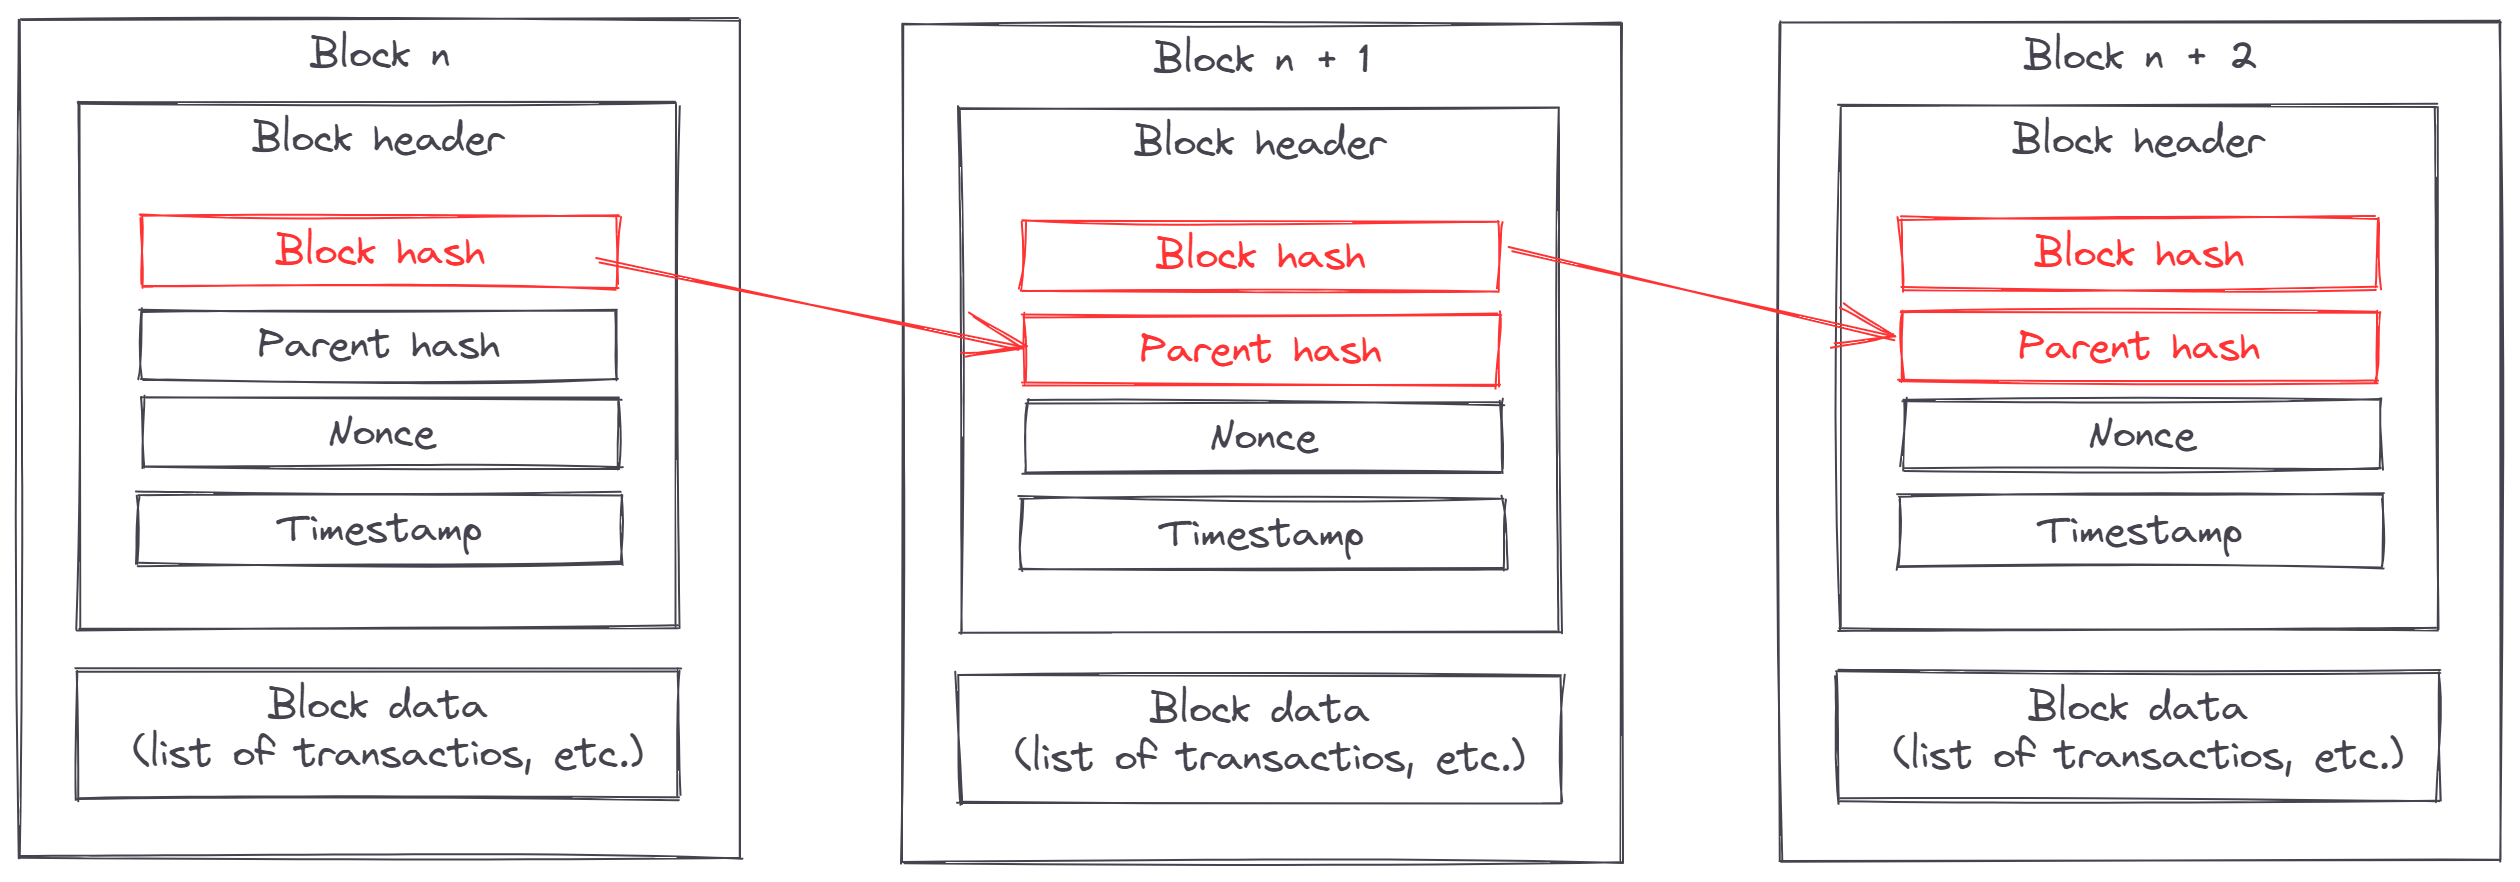 Block n
Block header
Block hash
Parent hash
Nonce
Timestamp
Block data
(list of transactios, etc.)
Block n + 1
Block header
Block hash
Parent hash
Nonce
Timestamp
Block data
(list of transactios, etc.)
Block n + 2
Block header
Block hash
Parent hash
Nonce
Timestamp
Block data
(list of transactios, etc.)